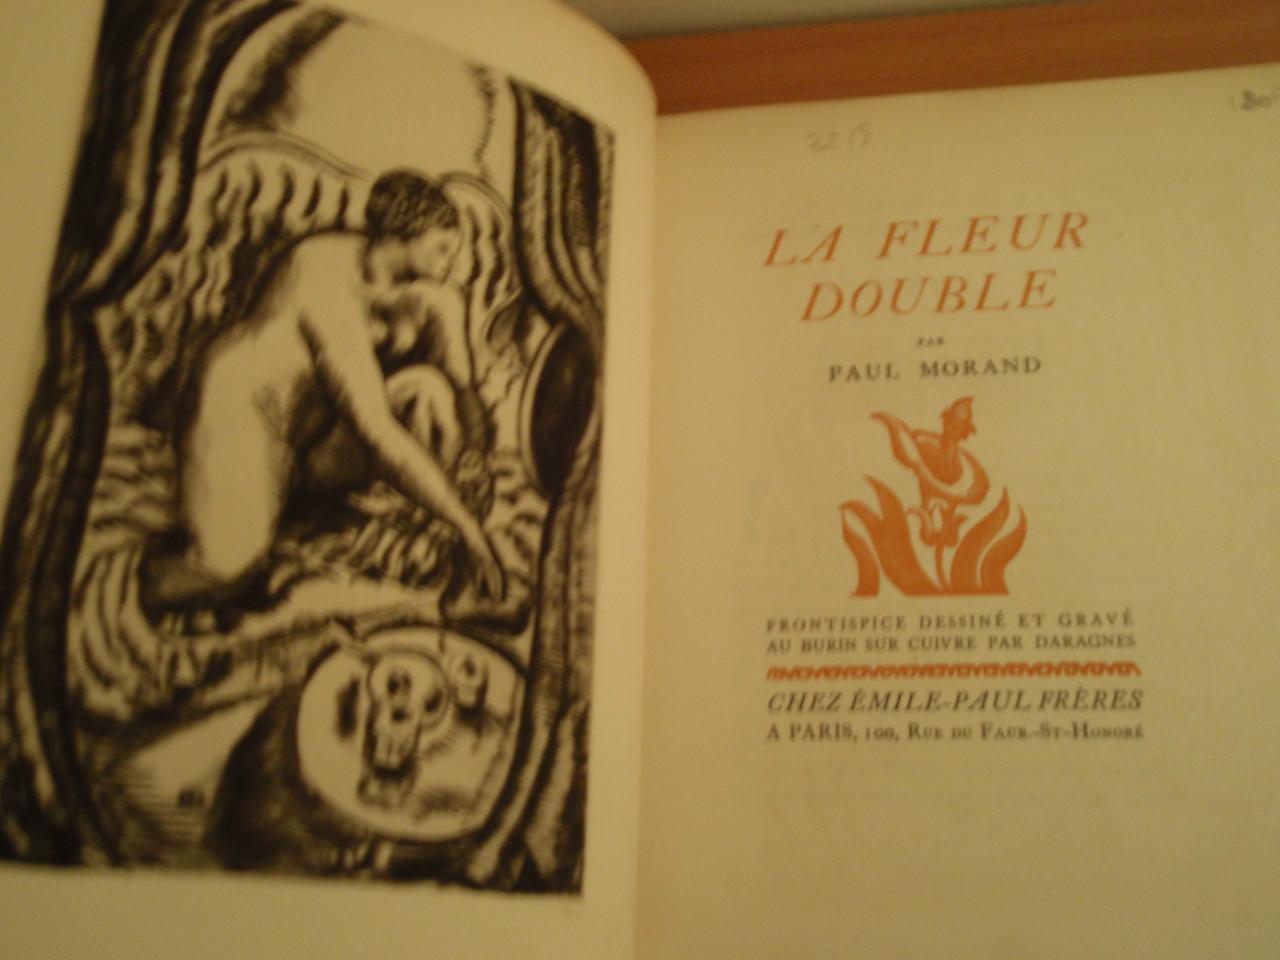 LA FLEUR
DOUBLE
PAR
PAUL MORAND
FRONTISPICE DESSINÉ ET GRAVÉ
AU BURIN SUR CUIVRE PAR DARAGNES
CHEZ ÉMILE-PAUL FRÈRES
A PARIS, 100, RUE DU FAUB.-ST-HONORÉ